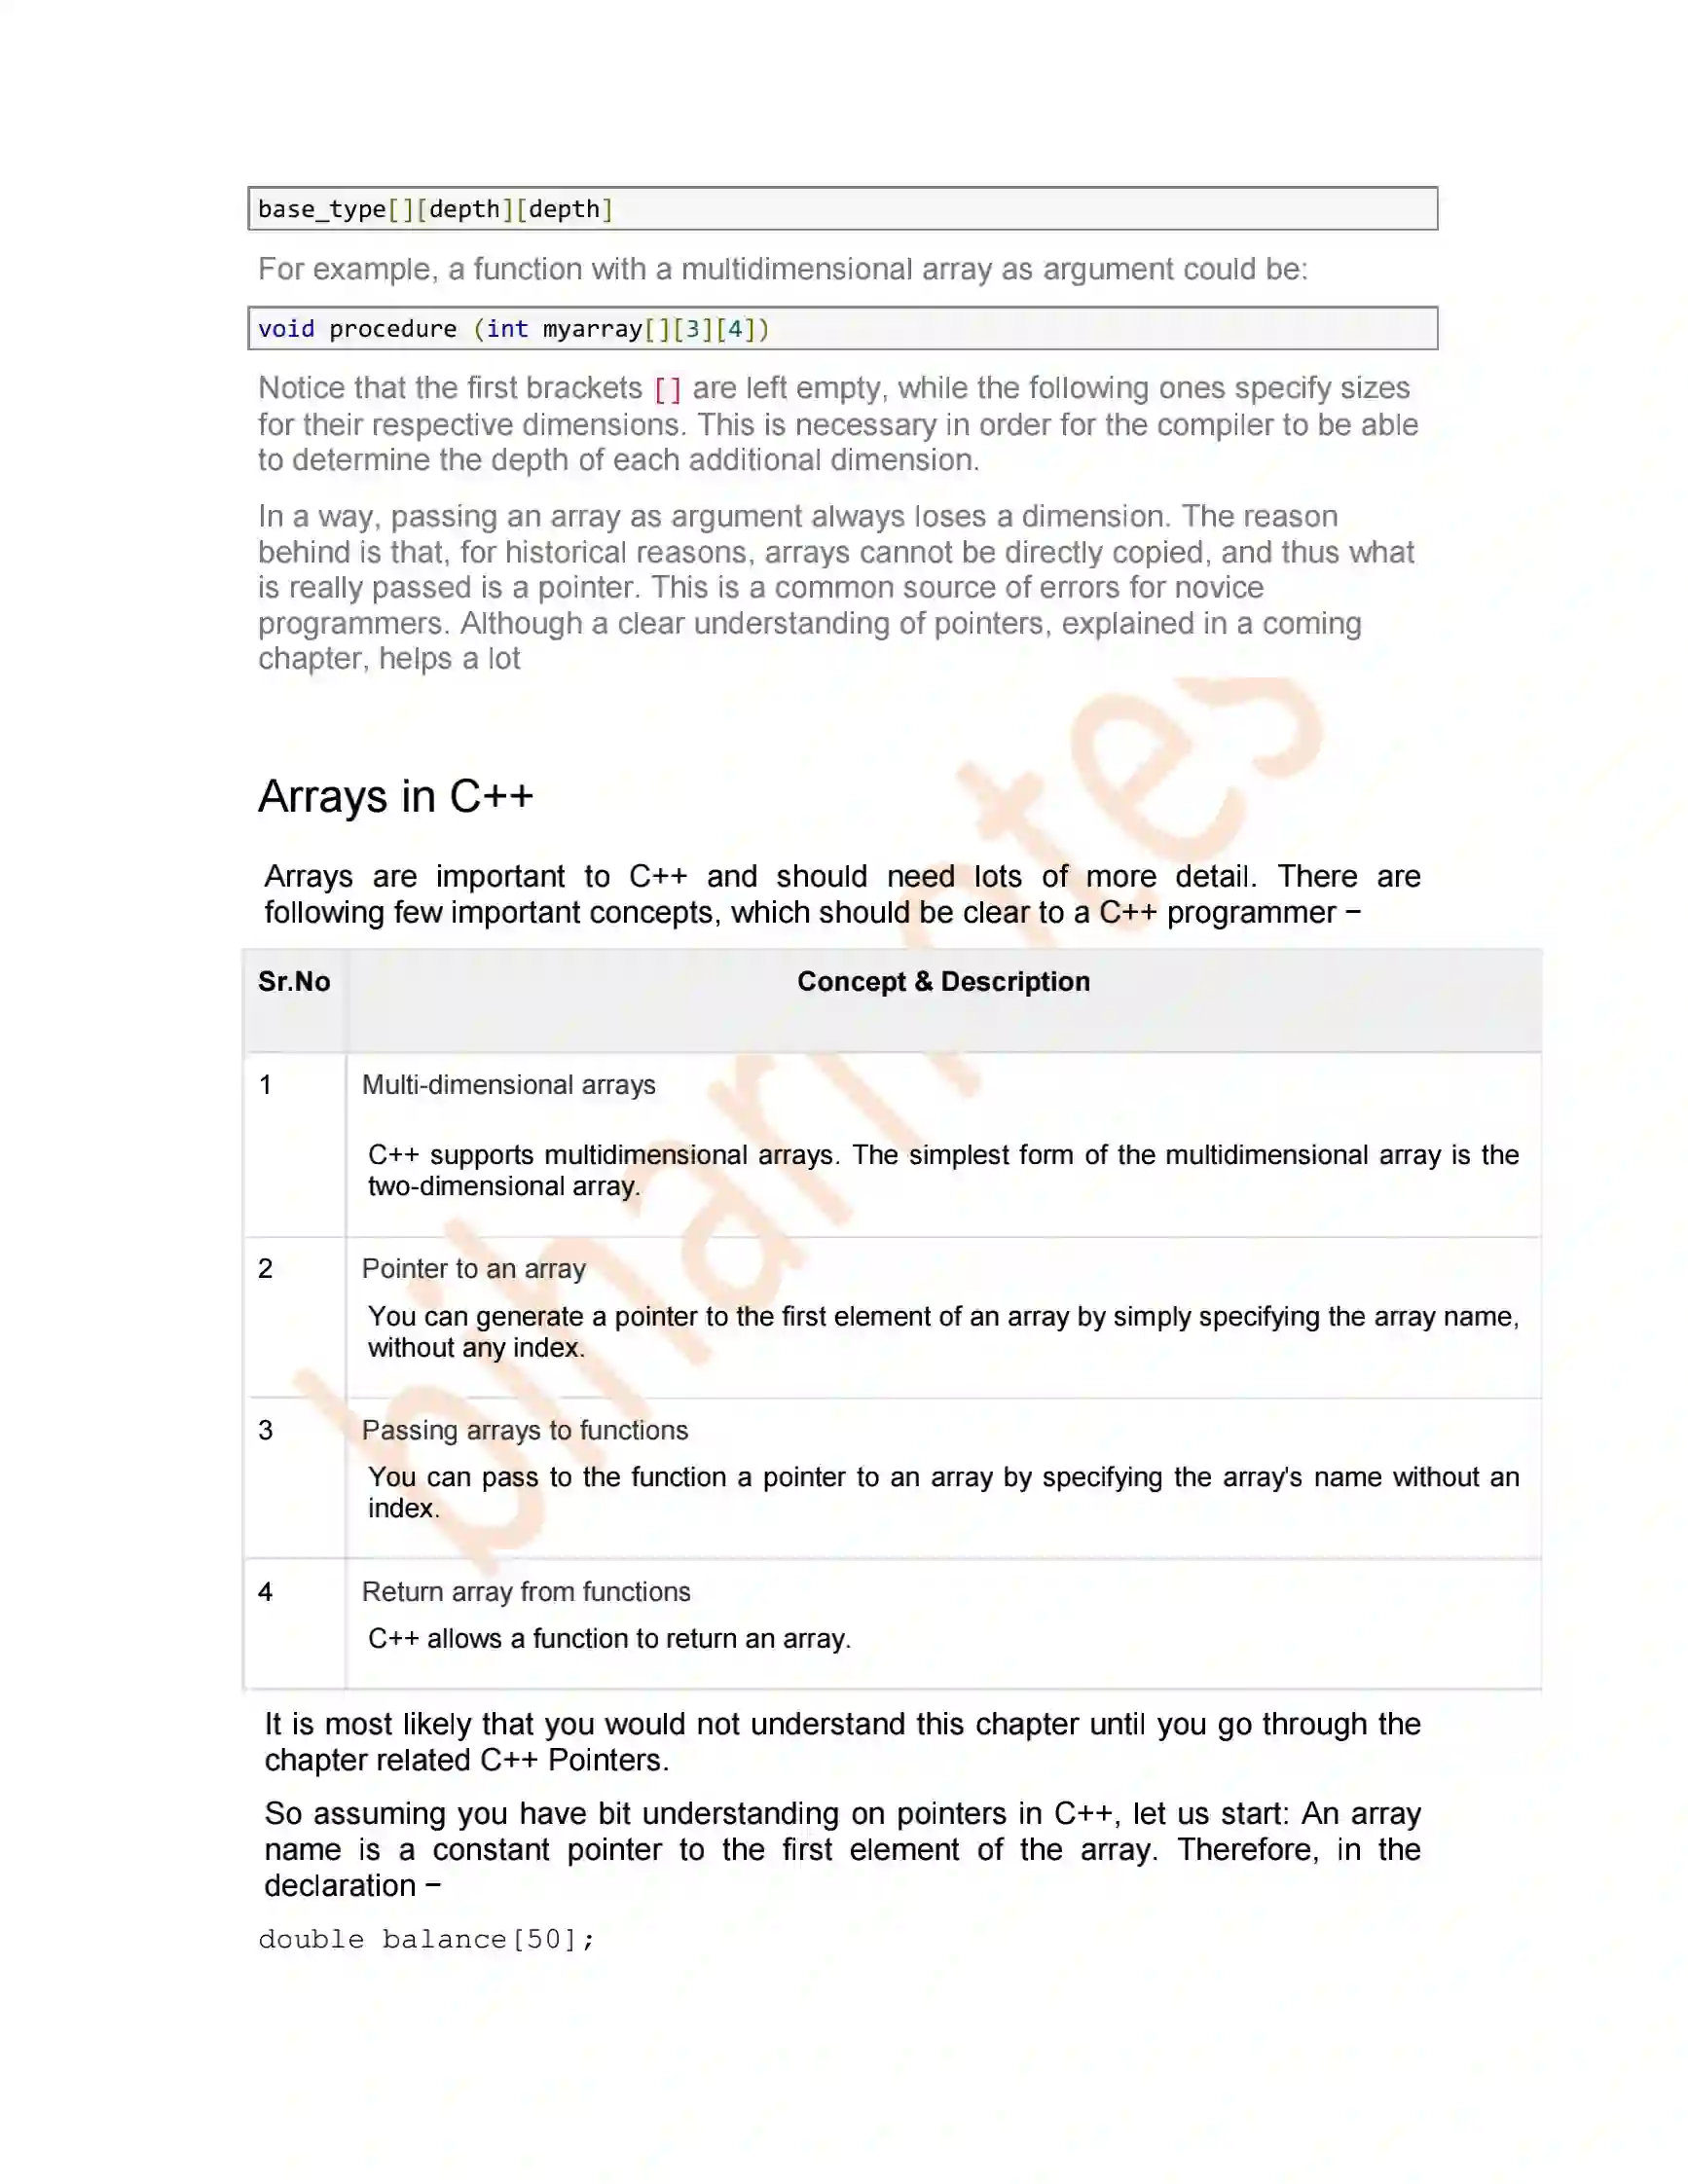 base_type[][depth][depth]
For example, a function with a multidimensional array as argument could be:
void procedure (int myarray[][3][4])
Notice that the first brackets [] are left empty, while the following ones specify sizes
for their respective dimensions. This is necessary in order for the compiler to be able
to determine the depth of each additional dimension.
In a way, passing an array as argument always loses a dimension. The reason
behind is that, for historical reasons, arrays cannot be directly copied, and thus what
is really passed is a pointer. This is a common source of errors for novice
programmers. Although a clear understanding of pointers, explained in a coming
chapter, helps a lot
Arrays in C++
Arrays are important to C++ and should need lots of more detail. There are
following few important concepts, which should be clear to a C++ programmer −
Sr.No Concept & Description
1 Multi-dimensional arrays
C++ supports multidimensional arrays. The simplest form of the multidimensional array is the
two-dimensional array.
2 Pointer to an array
You can generate a pointer to the first element of an array by simply specifying the array name,
without any index.
3 Passing arrays to functions
You can pass to the function a pointer to an array by specifying the array's name without an
index.
4 Return array from functions
C++ allows a function to return an array.
It is most likely that you would not understand this chapter until you go through the
chapter related C++ Pointers.
So assuming you have bit understanding on pointers in C++, let us start: An array
name is a constant pointer to the first element of the array. Therefore, in the
declaration −
double balance[50];